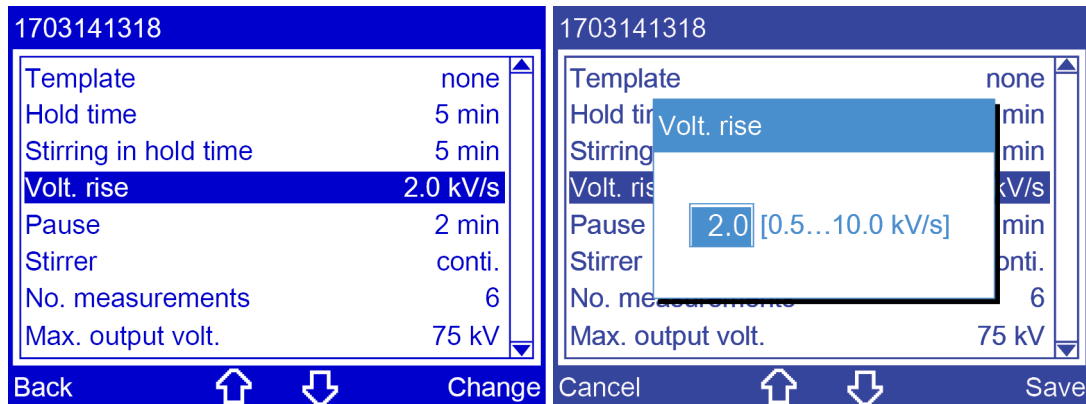 1703141318
Template none
Hold time 5 min
Stirring in hold time 5 min
Volt. rise 2.0 kV/s
Pause 2 min
Stirrer conti.
No. measurements 6
Max. output volt. 75 kV
Back Change
1703141318
Template none
Hold tim min
Volt. rise
Stirring min
Volt. ris kV/s
2.0 [0.5...10.0 kV/s]
Pause min
Stirrer onti.
No. measurements 6
Max. output volt. 75 kV
Cancel Save